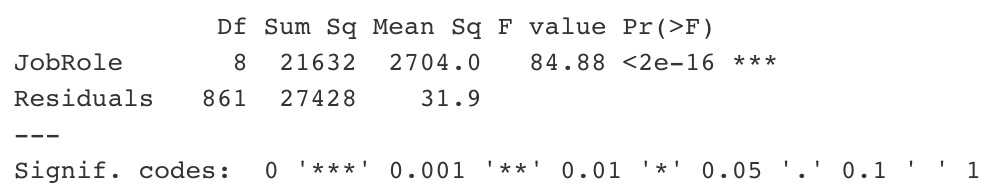 Df Sum Sq Mean Sq F value Pr(>F)
JobRole 8 21632 2704.0 84.88 <2e-16 ***
Residuals 861 27428 31.9
---
Signif. codes: 0 '***' 0.001 '**' 0.01 '*' 0.05 '.' 0.1 ' ' 1